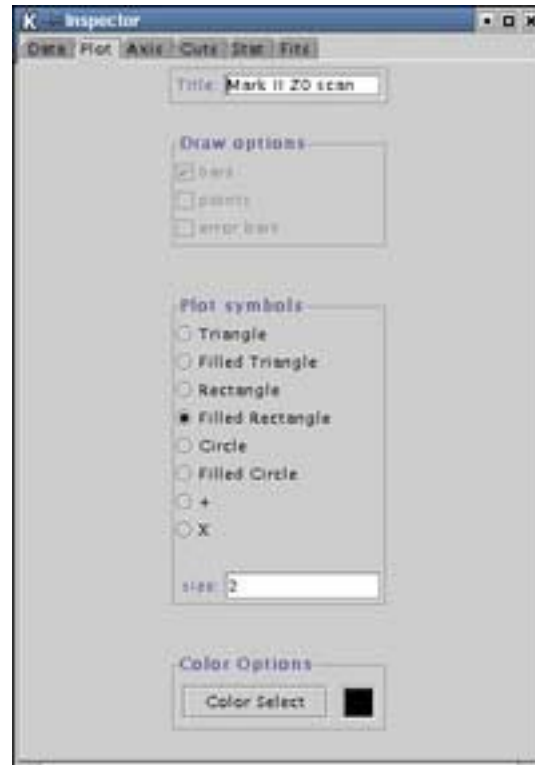 Inspector
Data Plot Axis Cuts Stat Fits
Title: Mark II Z0 scan
Draw options
bars
points
error bars
Plot symbols
Triangle
Filled Triangle
Rectangle
Filled Rectangle
Circle
Filled Circle
+
X
size: 2
Color Options
Color Select